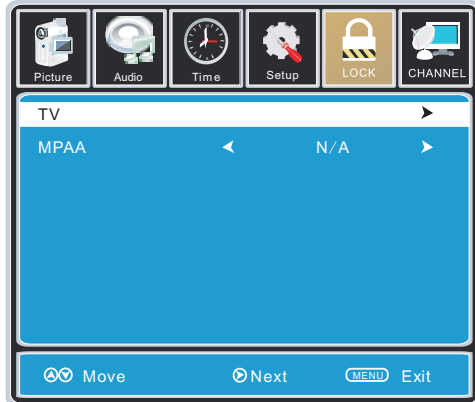 Picture Audio Time Setup LOCK CHANNEL
TV
MPAA N/A
Move Next MENU Exit